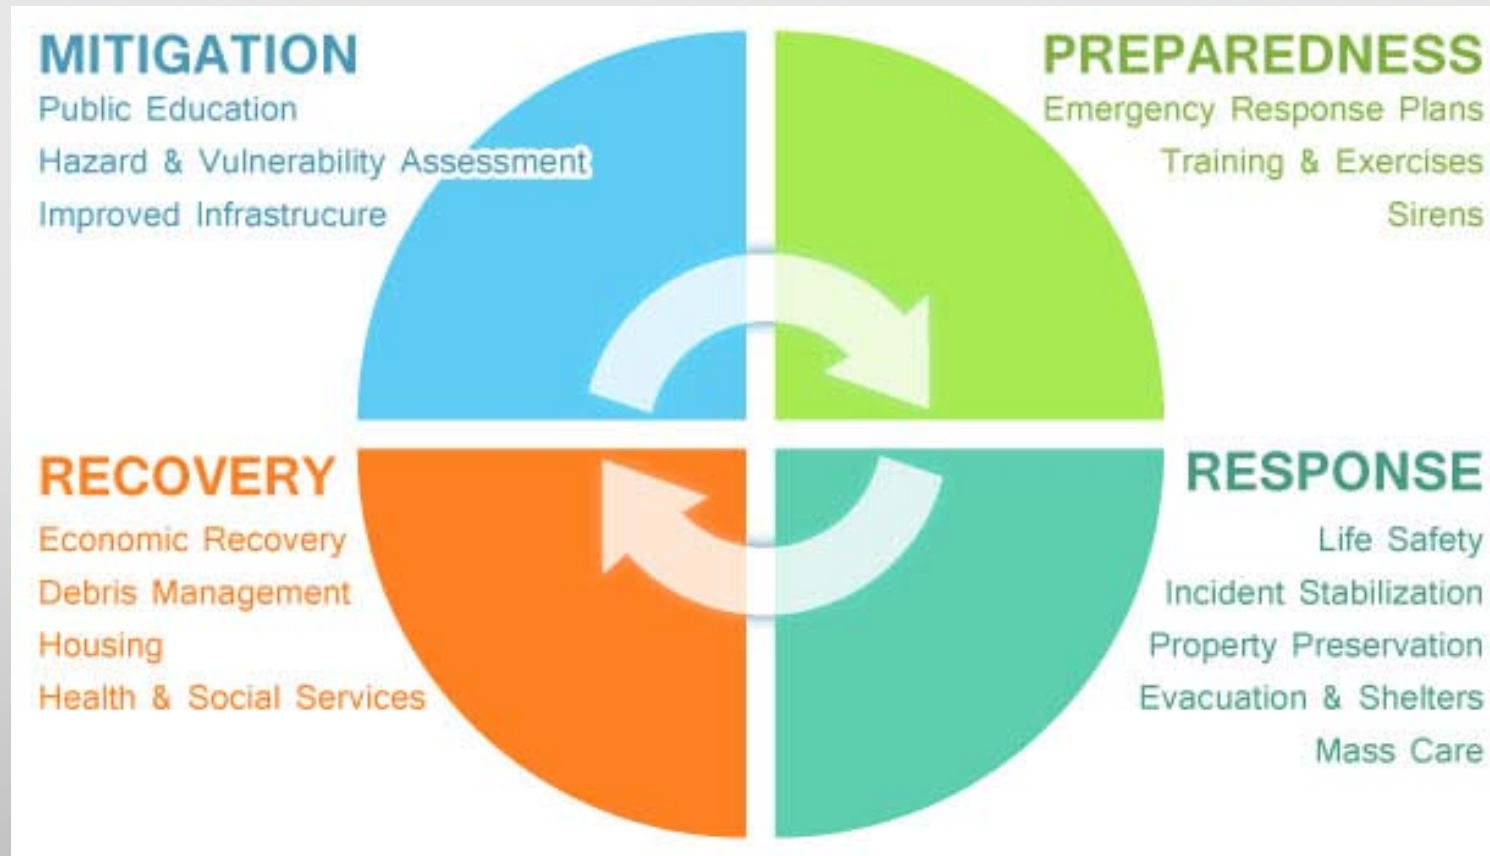 MITIGATION
Public Education
Hazard & Vulnerability Assessment
Improved Infrastrucure
PREPAREDNESS
Emergency Response Plans
Training & Exercises
Sirens
RECOVERY
Economic Recovery
Debris Management
Housing
Health & Social Services
RESPONSE
Life Safety
Incident Stabilization
Property Preservation
Evacuation & Shelters
Mass Care